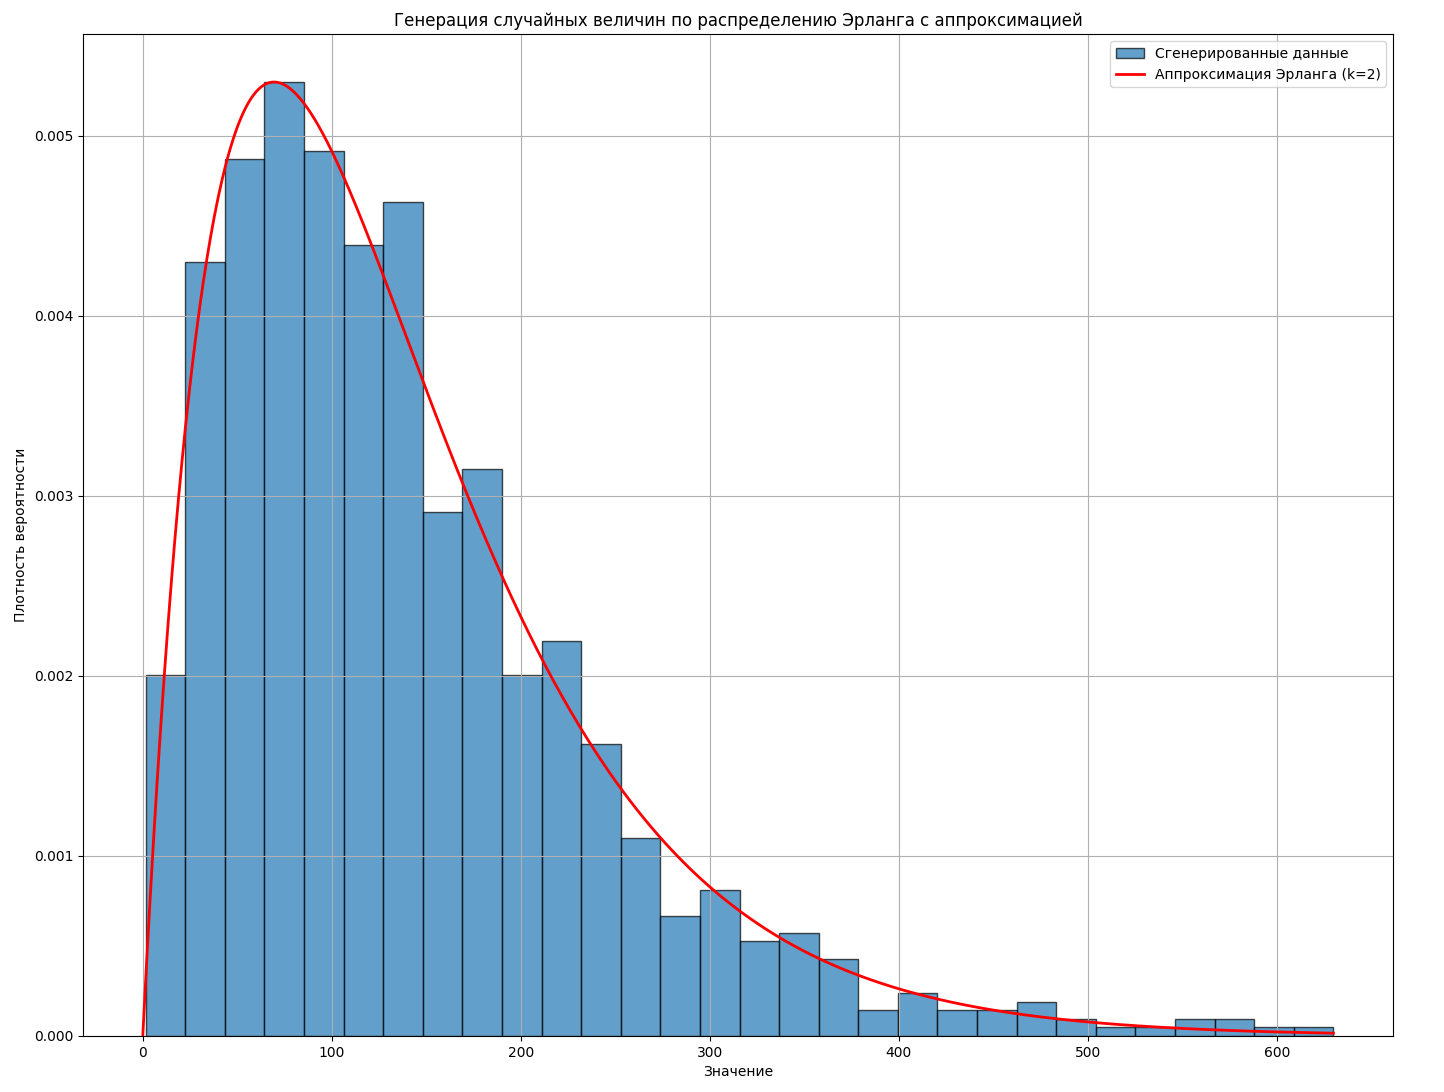 Генерация случайных величин по распределению Эрланга с аппроксимацией
Сгенерированные данные
Аппроксимация Эрланга (k=2)
Плотность вероятности
0.005
0.004
0.003
0.002
0.001
0.000
0
100
200
300
400
500
600
Значение